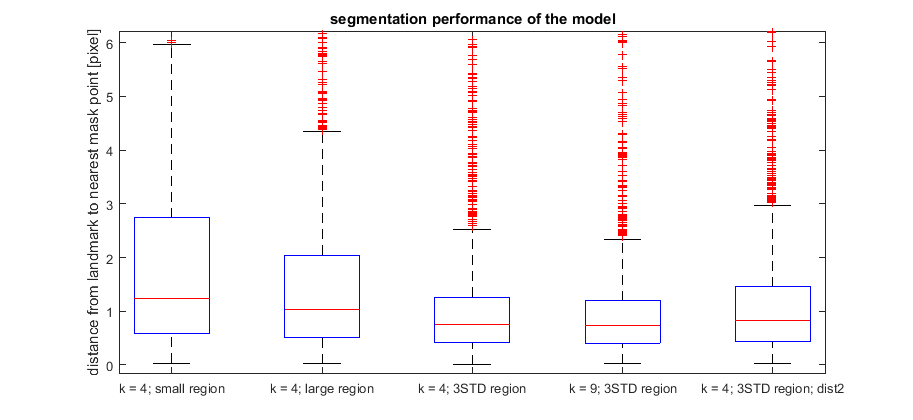 segmentation performance of the model
distance from landmark to nearest mask point [pixel]
6
5
4
3
2
1
0
k = 4; small region
k = 4; large region
k = 4; 3STD region
k = 9; 3STD region
k = 4; 3STD region; dist2